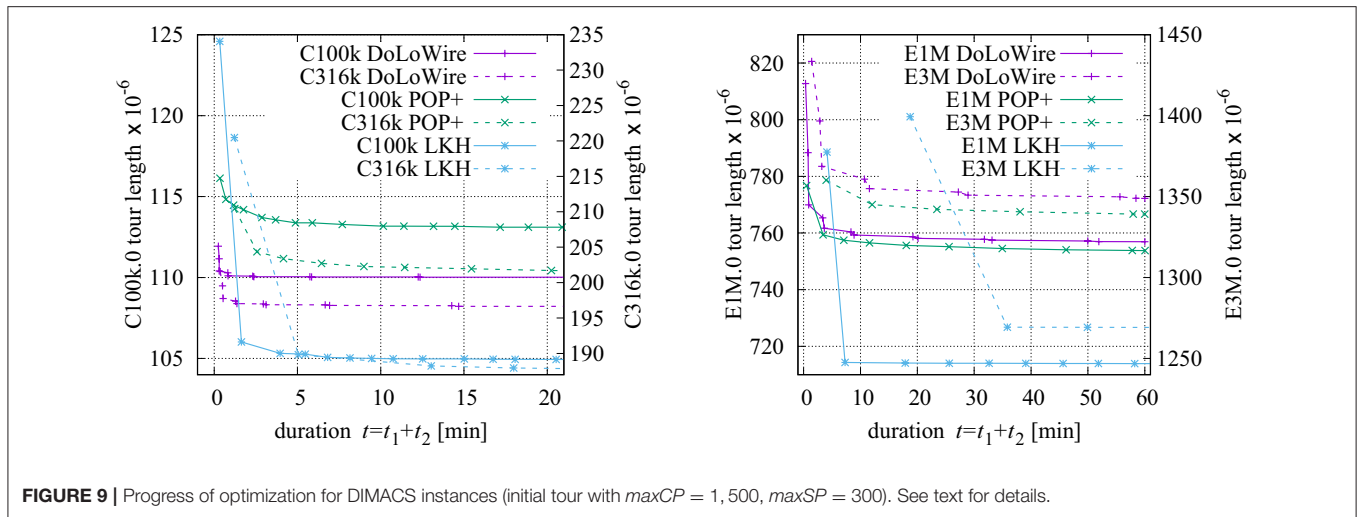 C100k.0 tour length x 10^-6
125
120
115
110
105
0 5 10 15 20
duration t=t1+t2 [min]
235
230
225
220
215
210
205
200
195
190
C316k.0 tour length x 10^-6
C100k DoLoWire
C316k DoLoWire
C100k POP+
C316k POP+
C100k LKH
C316k LKH
E1M.0 tour length x 10^-6
820
800
780
760
740
720
0 10 20 30 40 50 60
duration t=t1+t2 [min]
1450
1400
1350
1300
1250
E3M.0 tour length x 10^-6
E1M DoLoWire
E3M DoLoWire
E1M POP+
E3M POP+
E1M LKH
E3M LKH
FIGURE 9 | Progress of optimization for DIMACS instances (initial tour with maxCP = 1, 500, maxSP = 300). See text for details.